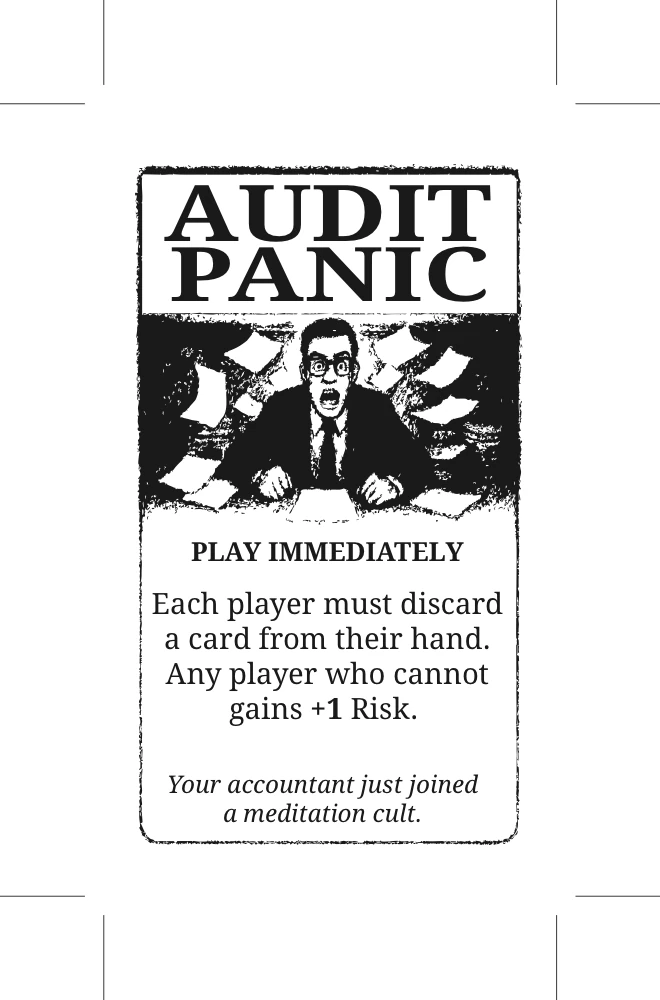 AUDIT
PANIC
PLAY IMMEDIATELY
Each player must discard
a card from their hand.
Any player who cannot
gains +1 Risk.
Your accountant just joined
a meditation cult.